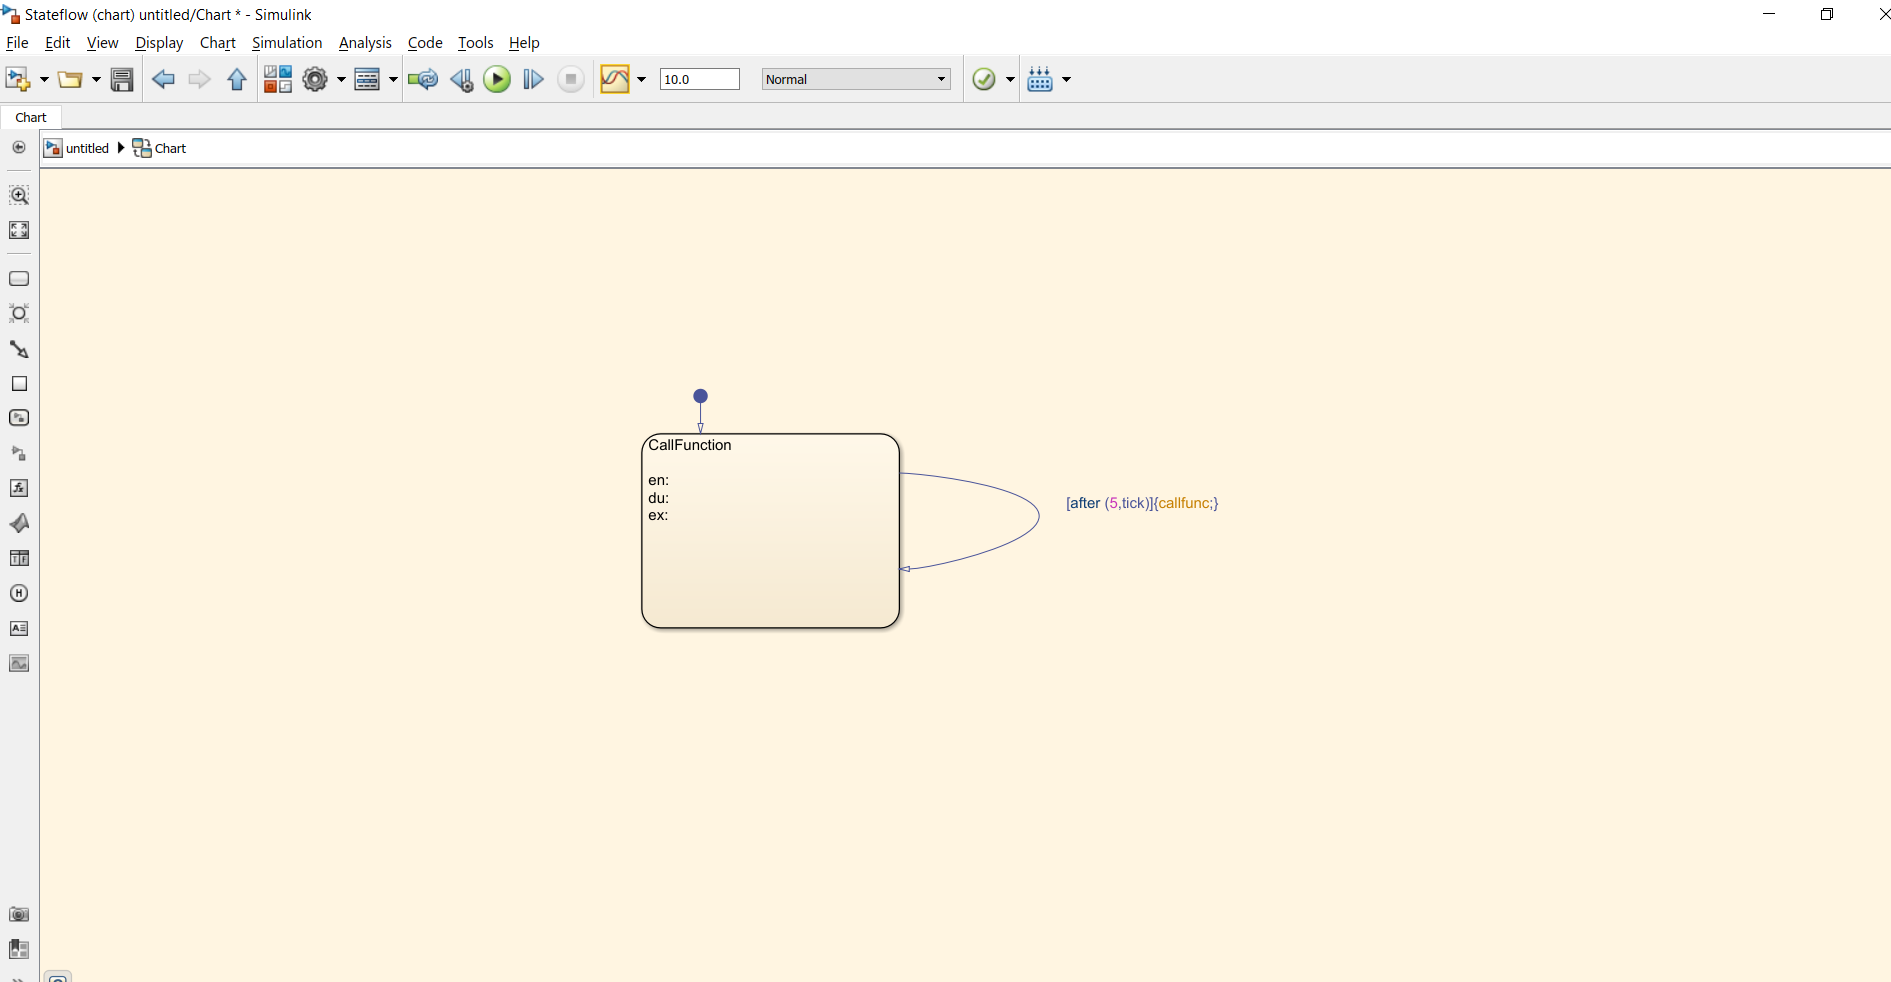 Stateflow (chart) untitled/Chart * - Simulink
File Edit View Display Chart Simulation Analysis Code Tools Help
10.0 Normal
Chart
untitled Chart
CallFunction
en:
du:
ex:
[after (5,tick)]{callfunc;}